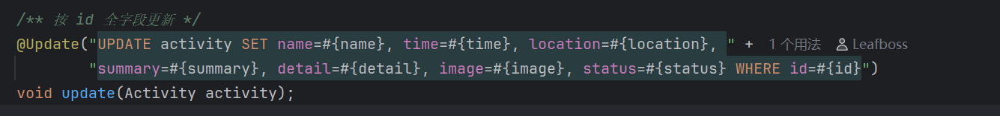 /** 按 id 全字段更新 */
@Update("UPDATE activity SET name=#{name}, time=#{time}, location=#{location}, " + 1 个用法 Leafboss
"summary=#{summary}, detail=#{detail}, image=#{image}, status=#{status} WHERE id=#{id}")
void update(Activity activity);